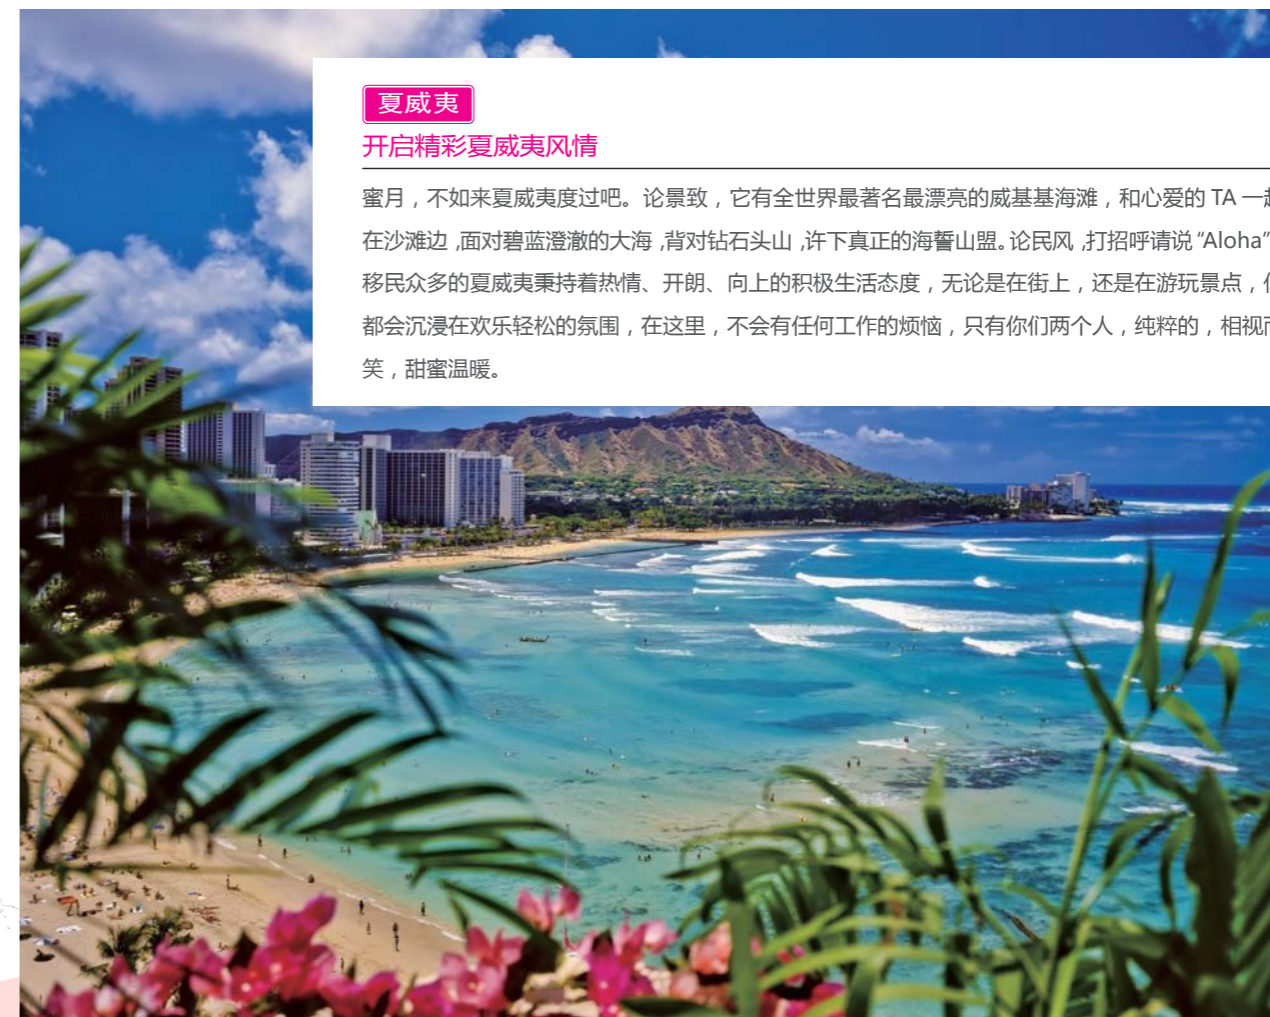 夏威夷
开启精彩夏威夷风情
蜜月，不如来夏威夷度过吧。论景致，它有全世界最著名最漂亮的威基基海滩，和心爱的 TA 一
在沙滩边，面对碧蓝澄澈的大海，背对钻石头山，许下真正的海誓山盟。论民风，打招呼请说“Aloha”
移民众多的夏威夷秉持着热情、开朗、向上的积极生活态度，无论是在街上，还是在游玩景点，
都会沉浸在欢乐轻松的氛围，在这里，不会有任何工作的烦恼，只有你们两个人，纯粹的，相视
笑，甜蜜温暖。